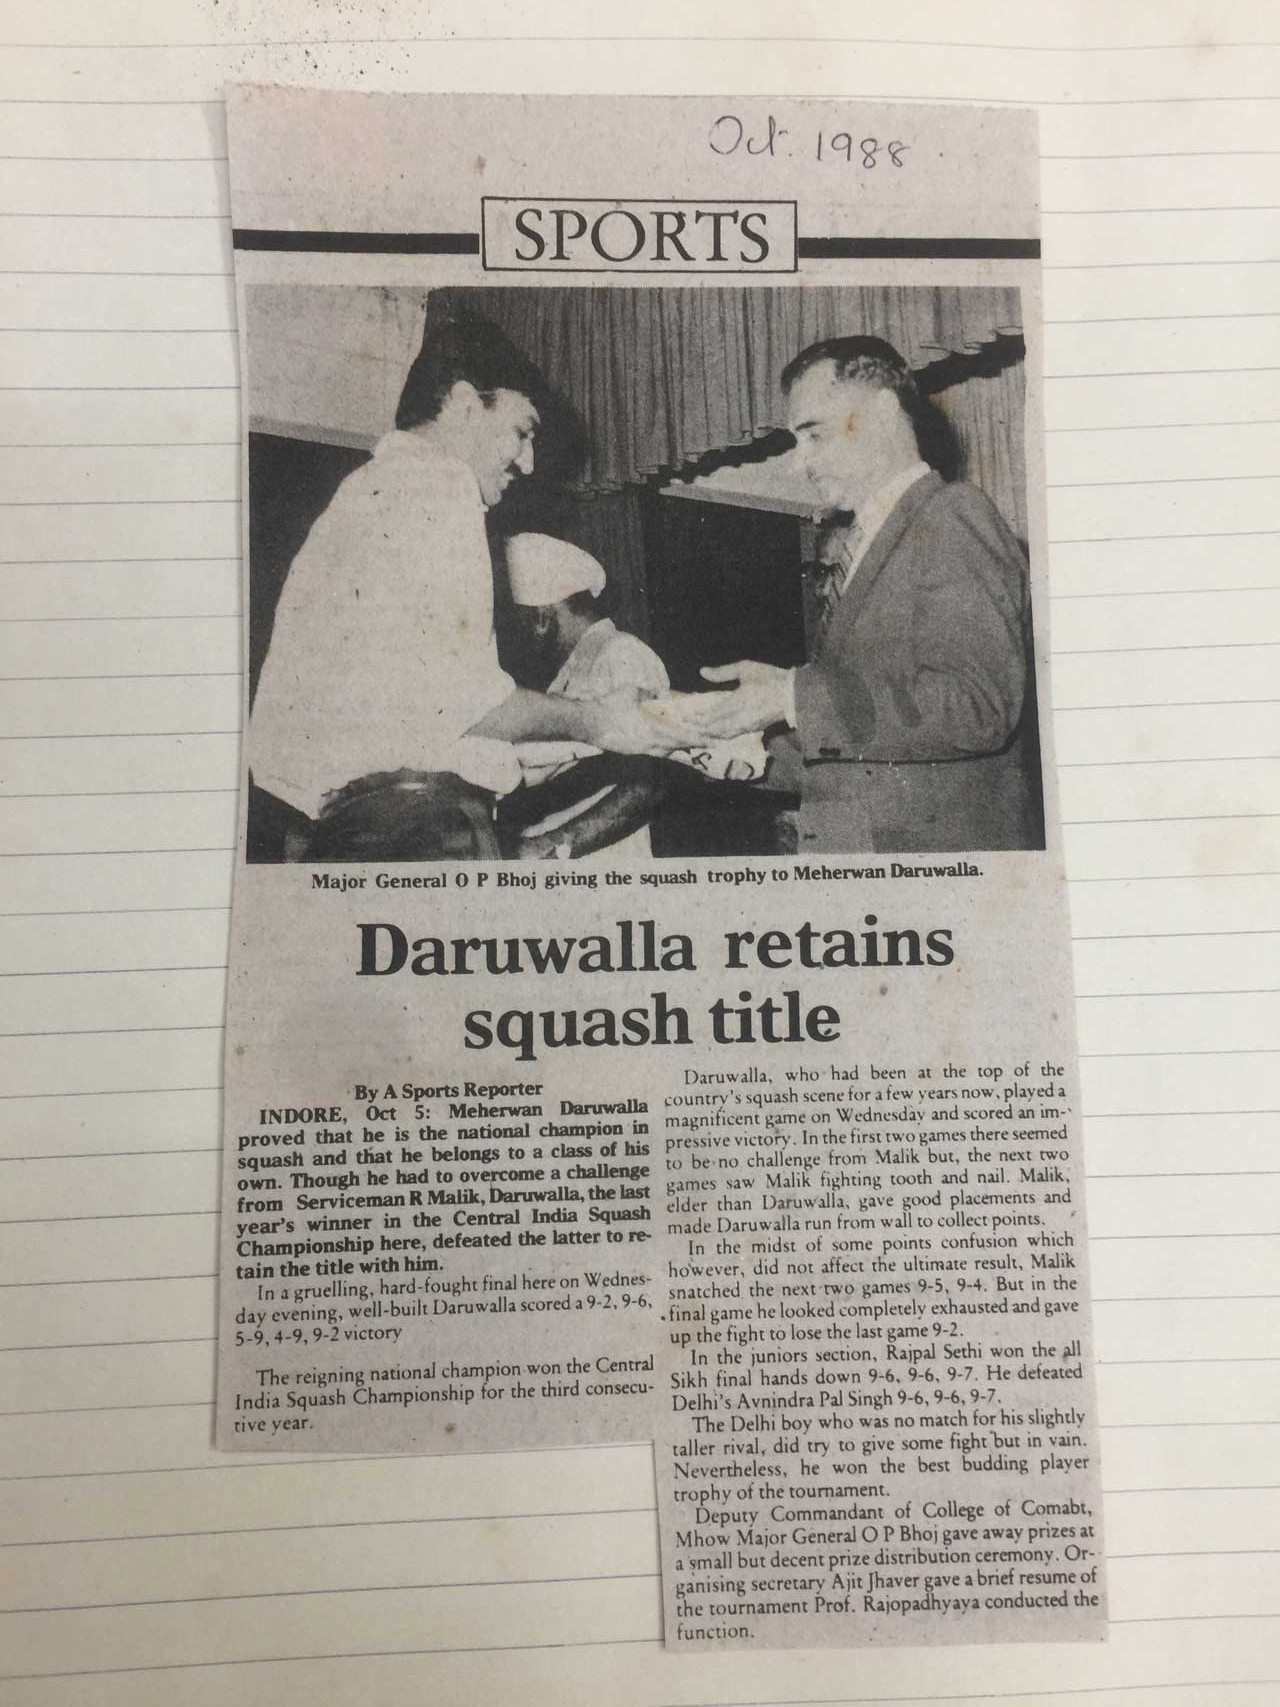 Oct. 1988
SPORTS
Major General O P Bhoj giving the squash trophy to Meherwan Daruwalla.
Daruwalla retains
squash title
By A Sports Reporter
INDORE, Oct 5: Meherwan Daruwalla
proved that he is the national champion in
squash and that he belongs to a class of his
own. Though he had to overcome a challenge
from Serviceman R Malik, Daruwalla, the last
year's winner in the Central India Squash
Championship here, defeated the latter to re-
tain the title with him.
In a gruelling, hard-fought final here on Wednes-
day evening, well-built Daruwalla scored a 9-2, 9-6,
5-9, 4-9, 9-2 victory
The reigning national champion won the Central
India Squash Championship for the third consecu-
tive year.
Daruwalla, who had been at the top of the
country's squash scene for a few years now, played a
magnificent game on Wednesday and scored an im-
pressive victory. In the first two games there seemed
to be no challenge from Malik but, the next two
games saw Malik fighting tooth and nail. Malik,
elder than Daruwalla, gave good placements and
made Daruwalla run from wall to collect points.
In the midst of some points confusion which
however, did not affect the ultimate result, Malik
snatched the next two games 9-5, 9-4. But in the
final game he looked completely exhausted and gave
up the fight to lose the last game 9-2.
In the juniors section, Rajpal Sethi won the all
Sikh final hands down 9-6, 9-6, 9-7. He defeated
Delhi's Avnindra Pal Singh 9-6, 9-6, 9-7.
The Delhi boy who was no match for his slightly
taller rival, did try to give some fight but in vain.
Nevertheless, he won the best budding player
trophy of the tournament.
Deputy Commandant of College of Comabt,
Mhow Major General O P Bhoj gave away prizes at
a small but decent prize distribution ceremony. Or-
ganising secretary Ajit Jhaver gave a brief resume of
the tournament Prof. Rajopadhyaya conducted the
function.